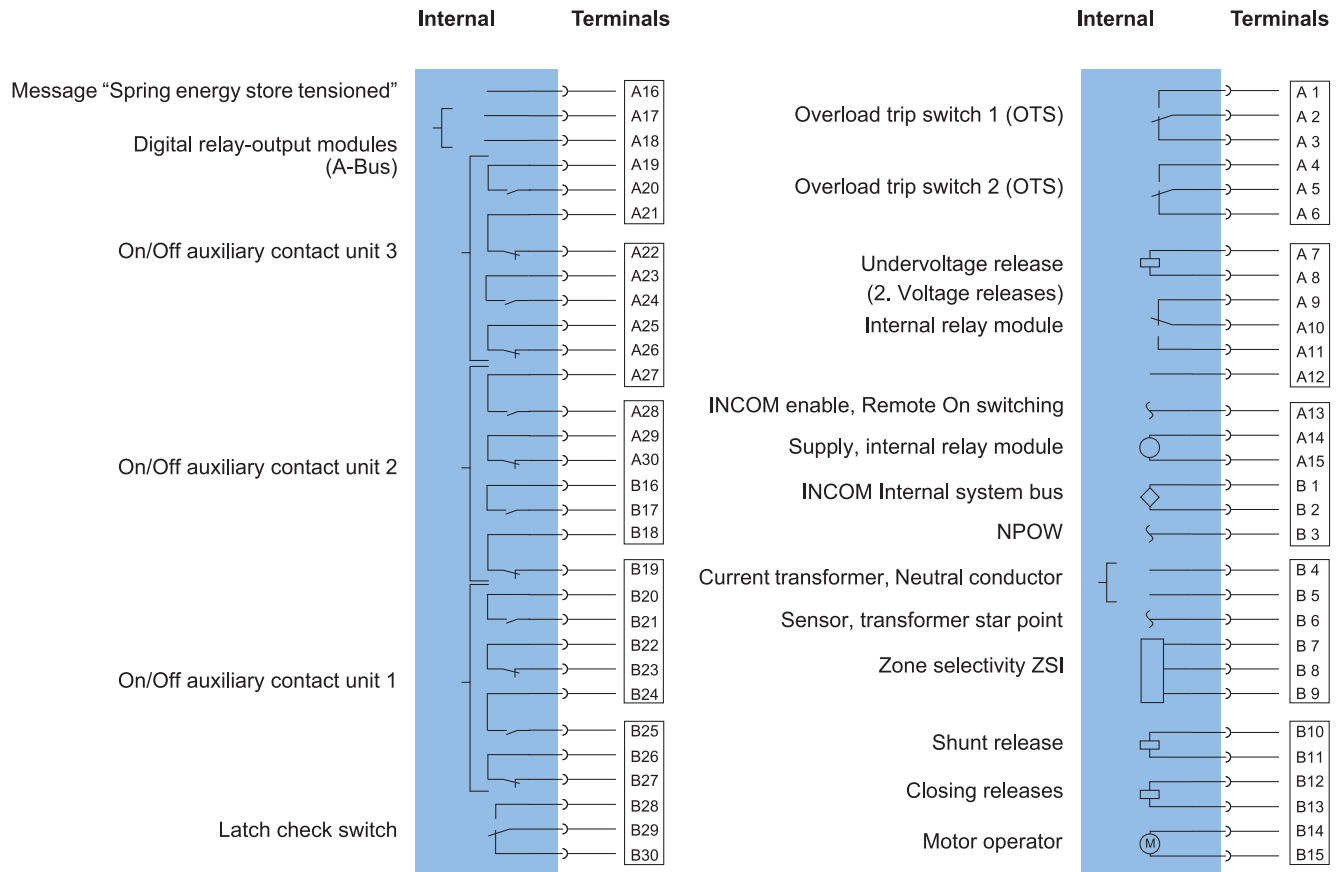 Internal Terminals
Message “Spring energy store tensioned”
Digital relay-output modules
(A-Bus)
On/Off auxiliary contact unit 3
On/Off auxiliary contact unit 2
On/Off auxiliary contact unit 1
Latch check switch
A16
A17
A18
A19
A20
A21
A22
A23
A24
A25
A26
A27
A28
A29
A30
B16
B17
B18
B19
B20
B21
B22
B23
B24
B25
B26
B27
B28
B29
B30
Internal Terminals
Overload trip switch 1 (OTS)
Overload trip switch 2 (OTS)
Undervoltage release
(2. Voltage releases)
Internal relay module
INCOM enable, Remote On switching
Supply, internal relay module
INCOM Internal system bus
NPOW
Current transformer, Neutral conductor
Sensor, transformer star point
Zone selectivity ZSI
Shunt release
Closing releases
Motor operator
M
A 1
A 2
A 3
A 4
A 5
A 6
A 7
A 8
A 9
A10
A11
A12
A13
A14
A15
B 1
B 2
B 3
B 4
B 5
B 6
B 7
B 8
B 9
B10
B11
B12
B13
B14
B15